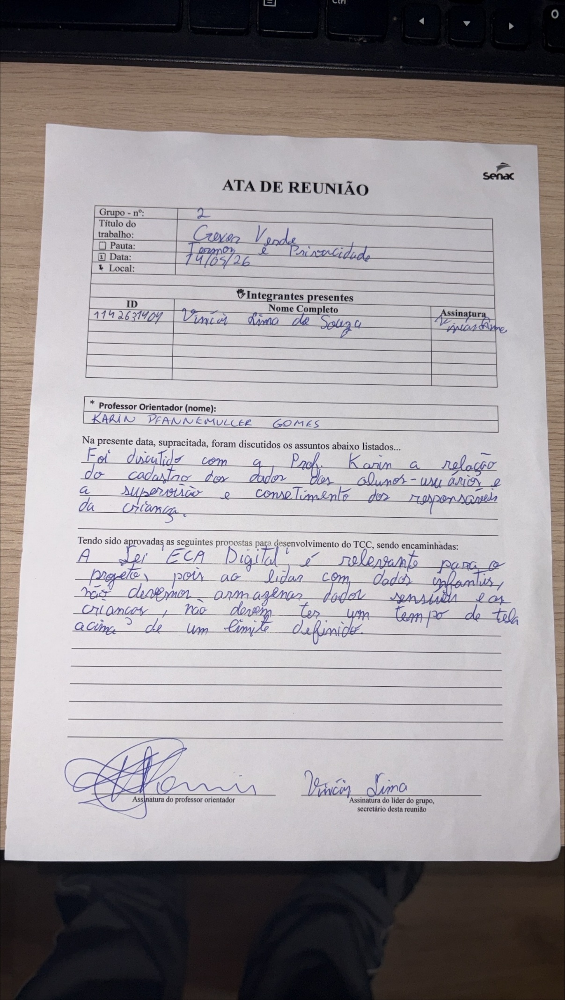 Ctrl
senac
ATA DE REUNIÃO
Grupo - nº: 2
Título do
trabalho: Crescer Verde
Pauta: Termos e Privacidade
Data: 14/05/26
Local:
Integrantes presentes
ID Nome Completo Assinatura
1142631404 Vinícis Lima de Souza Vinícis Lima
* Professor Orientador (nome):
KARIN PFANNEMULLER GOMES
Na presente data, supracitada, foram discutidos os assuntos abaixo listados...
Foi discutido com a Prof. Karin a relação
do cadastro dos dados dos alunos-usuários e
a supervisão e consetimento dos responsáveis
da criança.
Tendo sido aprovadas as seguintes propostas para desenvolvimento do TCC, sendo encaminhadas:
A Lei 'ECA Digital' é relevante para o
projeto, pois ao lidar com dados infantis,
não devemos armazenar dados sensíveis e as
crianças, não devem ter um tempo de tela
acima de um limite definido.
Vinícis Lima
Assinatura do professor orientador
Assinatura do líder do grupo,
secretário desta reunião